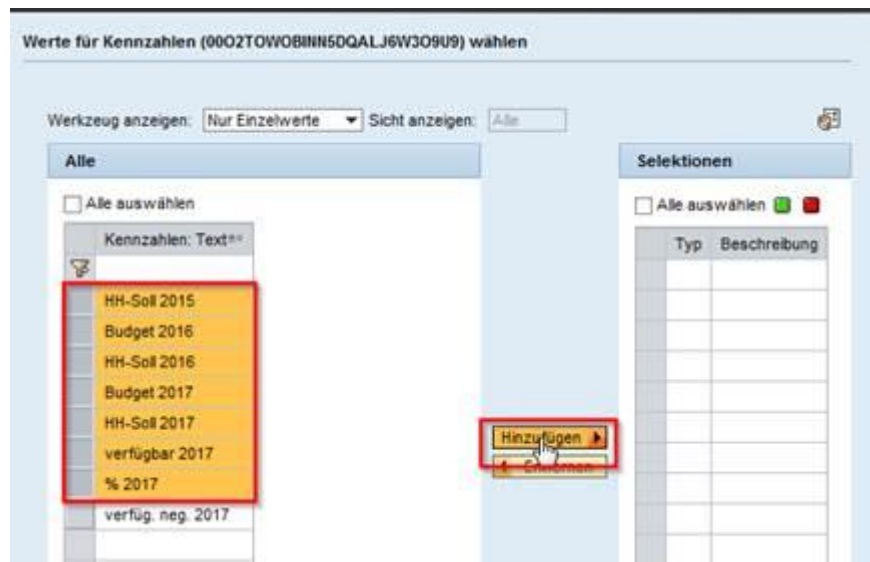 Werte für Kennzahlen (00O2TOWOBINN5DQALJ6W3O9U9) wählen
Werkzeug anzeigen: Nur Einzelwerte Sicht anzeigen: Alle
Alle
Selektionen
Alle auswählen
Alle auswählen
Kennzahlen: Text
Typ Beschreibung
HH-Soll 2015
Budget 2016
HH-Soll 2016
Budget 2017
HH-Soll 2017
verfügbar 2017
% 2017
verfüg. neg. 2017
Hinzufügen
Entfernen